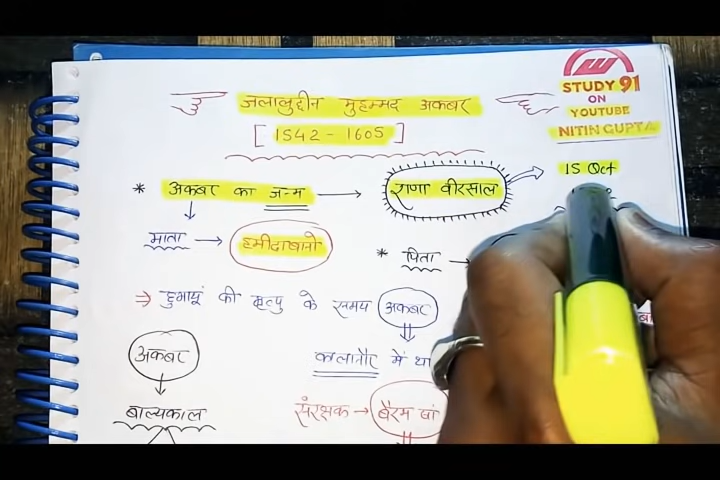 STUDY 91
ON
YOUTUBE
NITIN GUPTA
जलालुद्दीन मुहम्मद अकबर
[ 1542 - 1605 ]
* अकबर का जन्म → राणा वीरसाल 15 Oct
माता → हमीदाबानो * पिता →
⇒ हुमायूं की मृत्यु के समय अकबर
कलानौर में था
अकबर
संरक्षक → बैरम खां
बाल्यकाल